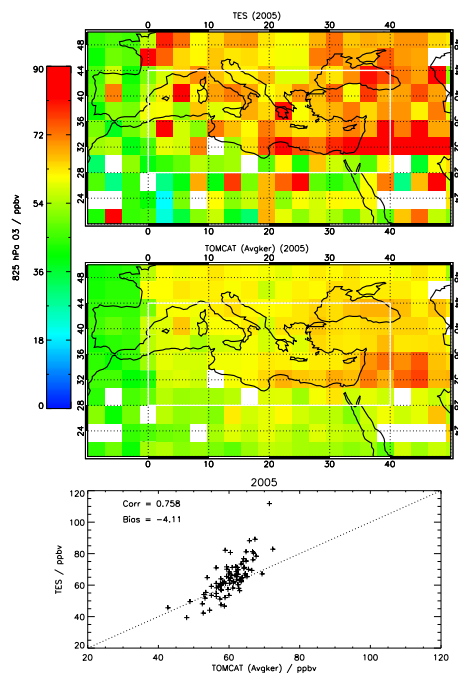 TES (2005)
0 10 20 30 40
48
44
40
36
32
28
24
90
72
54
36
18
0
825 hPa O3 / ppbv
0 10 20 30 40
TOMCAT (Avgker) (2005)
48
44
40
36
32
28
24
0 10 20 30 40
2005
120
100
80
60
40
20
TES / ppbv
Corr = 0.758
Bias = −4.11
20 40 60 80 100 120
TOMCAT (Avgker) / ppbv